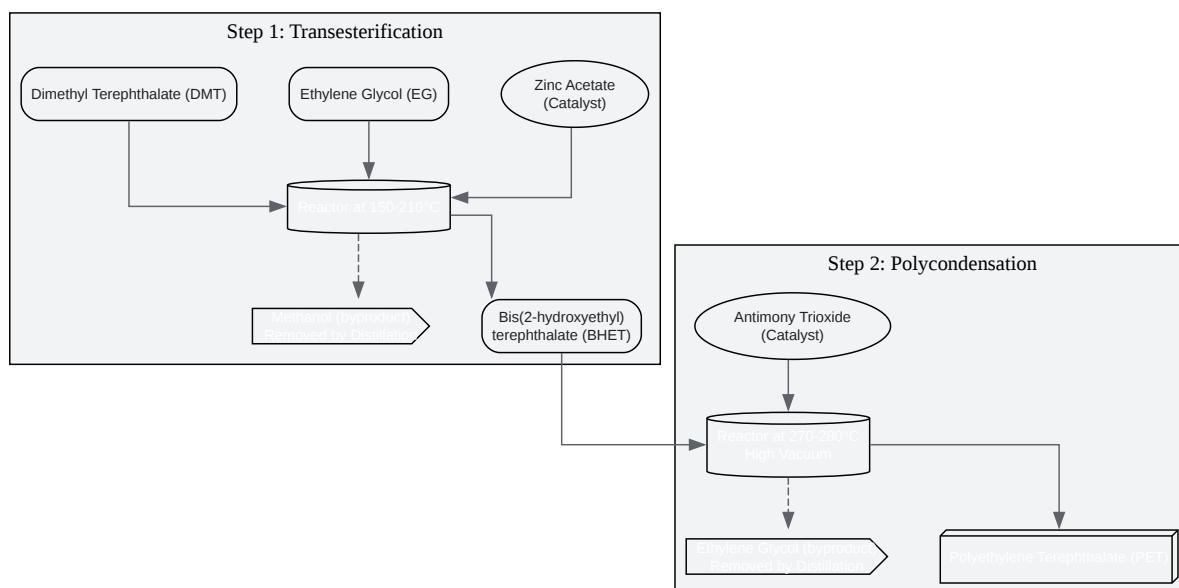 Step 1: Transesterification
Dimethyl Terephthalate (DMT)
Ethylene Glycol (EG)
Zinc Acetate
(Catalyst)
Reactor at 150-210°C
Methanol (byproduct)
Removed by Distillation
Bis(2-hydroxyethyl)
terephthalate (BHET)
Step 2: Polycondensation
Antimony Trioxide
(Catalyst)
Reactor at 270-280°C
High Vacuum
Ethylene Glycol (byproduct)
Removed by Distillation
Polyethylene Terephthalate (PET)